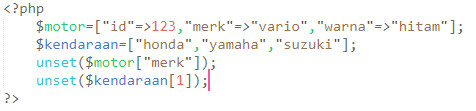 <?php
$motor=["id"=>123,"merk"=>"vario","warna"=>"hitam"];
$kendaraan=["honda","yamaha","suzuki"];
unset($motor["merk"]);
unset($kendaraan[1]);
?>